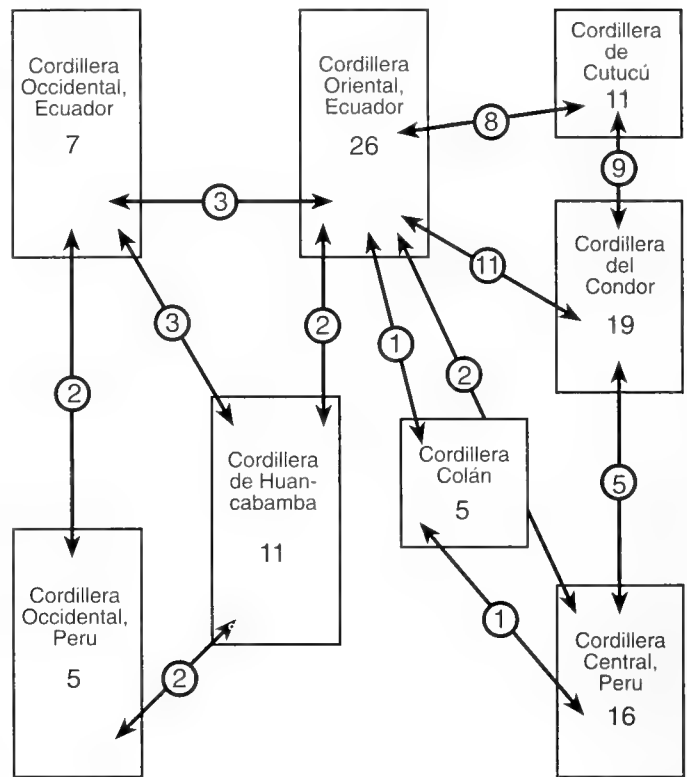 Cordillera
Occidental,
Ecuador
7
Cordillera
Oriental,
Ecuador
26
Cordillera
de
Cutucú
11
8
9
3
Cordillera
del
Condor
19
11
3
2
1
2
2
Cordillera
de Huan-
cabamba
11
Cordillera
Colán
5
5
Cordillera
Occidental,
Peru
5
2
1
Cordillera
Central,
Peru
16